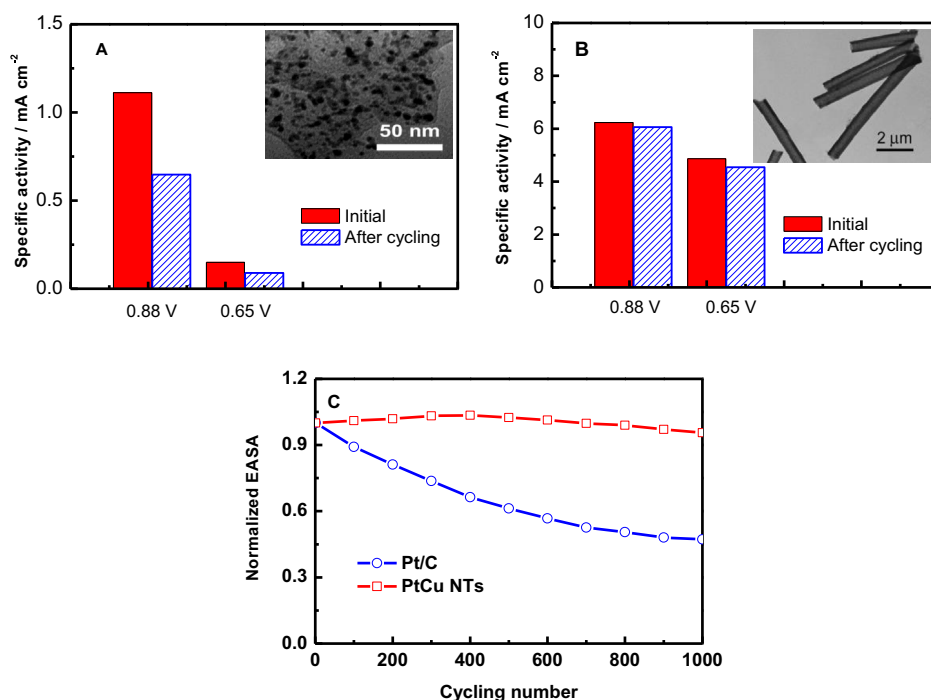 A
Specific activity / mA cm-2
1.5
1.0
0.5
0.0
50 nm
Initial
After cycling
0.88 V
0.65 V
B
Specific activity / mA cm-2
10
8
6
4
2
0
2 μm
Initial
After cycling
0.88 V
0.65 V
C
Normalized EASA
1.2
0.9
0.6
0.3
0.0
Pt/C
PtCu NTs
0 200 400 600 800 1000
Cycling number